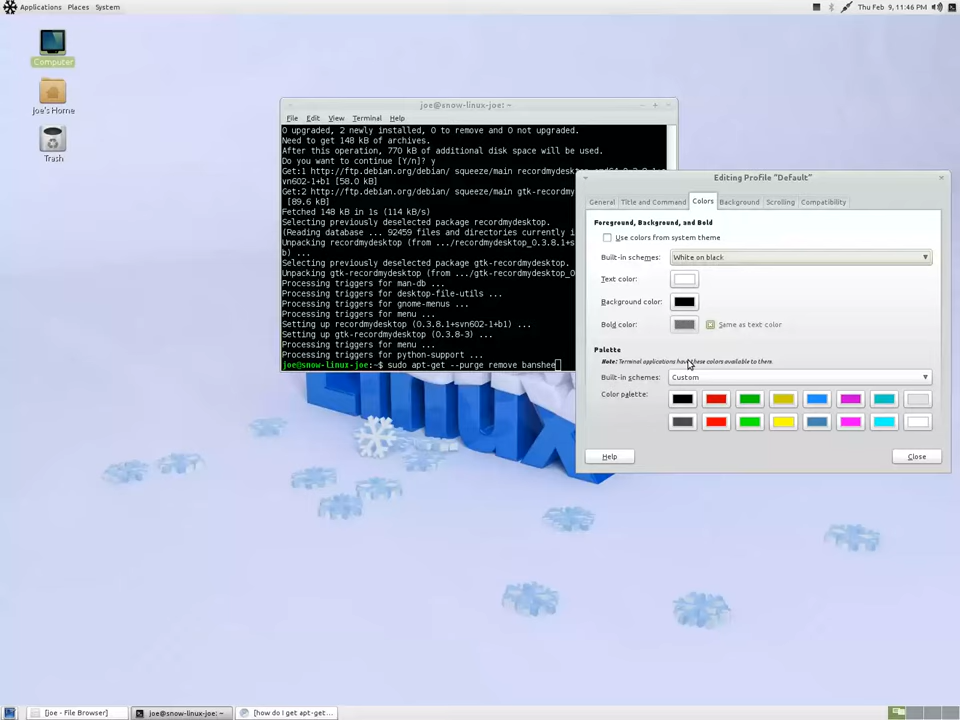 Applications Places System
Thu Feb 9, 11:46 PM
Computer
Joe's Home
Trash
joe@snow-linux-joe: ~
File Edit View Terminal Help
0 upgraded, 2 newly installed, 0 to remove and 0 not upgraded.
Need to get 148 kB of archives.
After this operation, 770 kB of additional disk space will be used.
Do you want to continue [Y/n]? y
Get:1 http://ftp.debian.org/debian/ squeeze/main recordmydesktop
vn602-1+b1 [58.0 kB]
Get:2 http://ftp.debian.org/debian/ squeeze/main gtk-recordmydesktop
[89.6 kB]
Fetched 148 kB in 1s (114 kB/s)
Selecting previously deselected package recordmydesktop.
(Reading database ... 92459 files and directories currently i
Unpacking recordmydesktop (from .../recordmydesktop_0.3.8.1+s
b) ...
Selecting previously deselected package gtk-recordmydesktop.
Unpacking gtk-recordmydesktop (from .../gtk-recordmydesktop_0
Processing triggers for man-db ...
Processing triggers for desktop-file-utils ...
Processing triggers for gnome-menus ...
Processing triggers for menu ...
Setting up recordmydesktop (0.3.8.1+svn602-1+b1) ...
Setting up gtk-recordmydesktop (0.3.8-3) ...
Processing triggers for menu ...
Processing triggers for python-support ...
joe@snow-linux-joe:~$ sudo apt-get --purge remove banshee
Editing Profile "Default"
General Title and Command Colors Background Scrolling Compatibility
Foreground, Background, and Bold
Use colors from system theme
Built-in schemes: White on black
Text color:
Background color:
Bold color: Same as text color
Palette
Note: Terminal applications have these colors available to them.
Built-in schemes: Custom
Color palette:
Help Close
[joe - File Browser] joe@snow-linux-joe: ~ [how do I get apt-get...